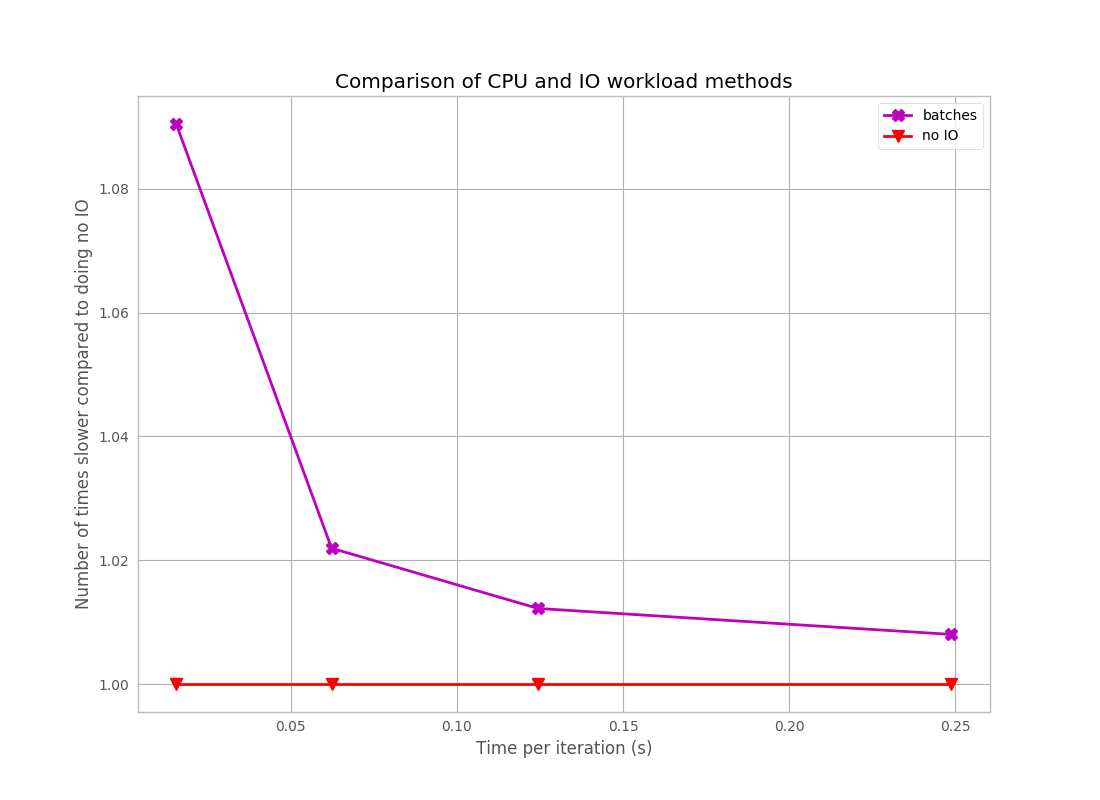 Comparison of CPU and IO workload methods
batches
no IO
Number of times slower compared to doing no IO
1.08
1.06
1.04
1.02
1.00
0.05 0.10 0.15 0.20 0.25
Time per iteration (s)